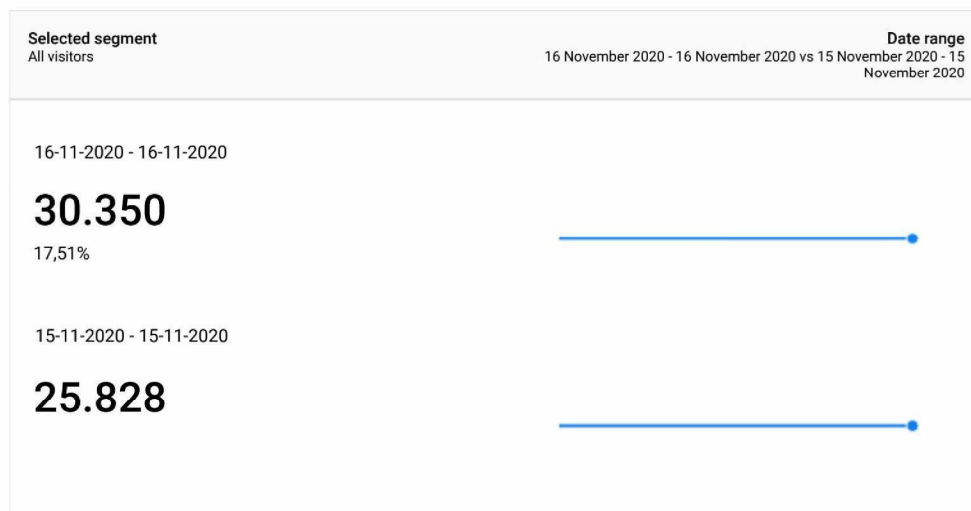 Selected segment
All visitors
Date range
16 November 2020 - 16 November 2020 vs 15 November 2020 - 15
November 2020
16-11-2020 - 16-11-2020
30.350
17,51%
15-11-2020 - 15-11-2020
25.828